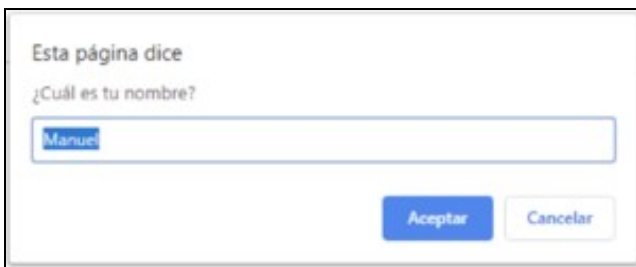 Esta página dice
¿Cuál es tu nombre?
Manuel
Aceptar Cancelar